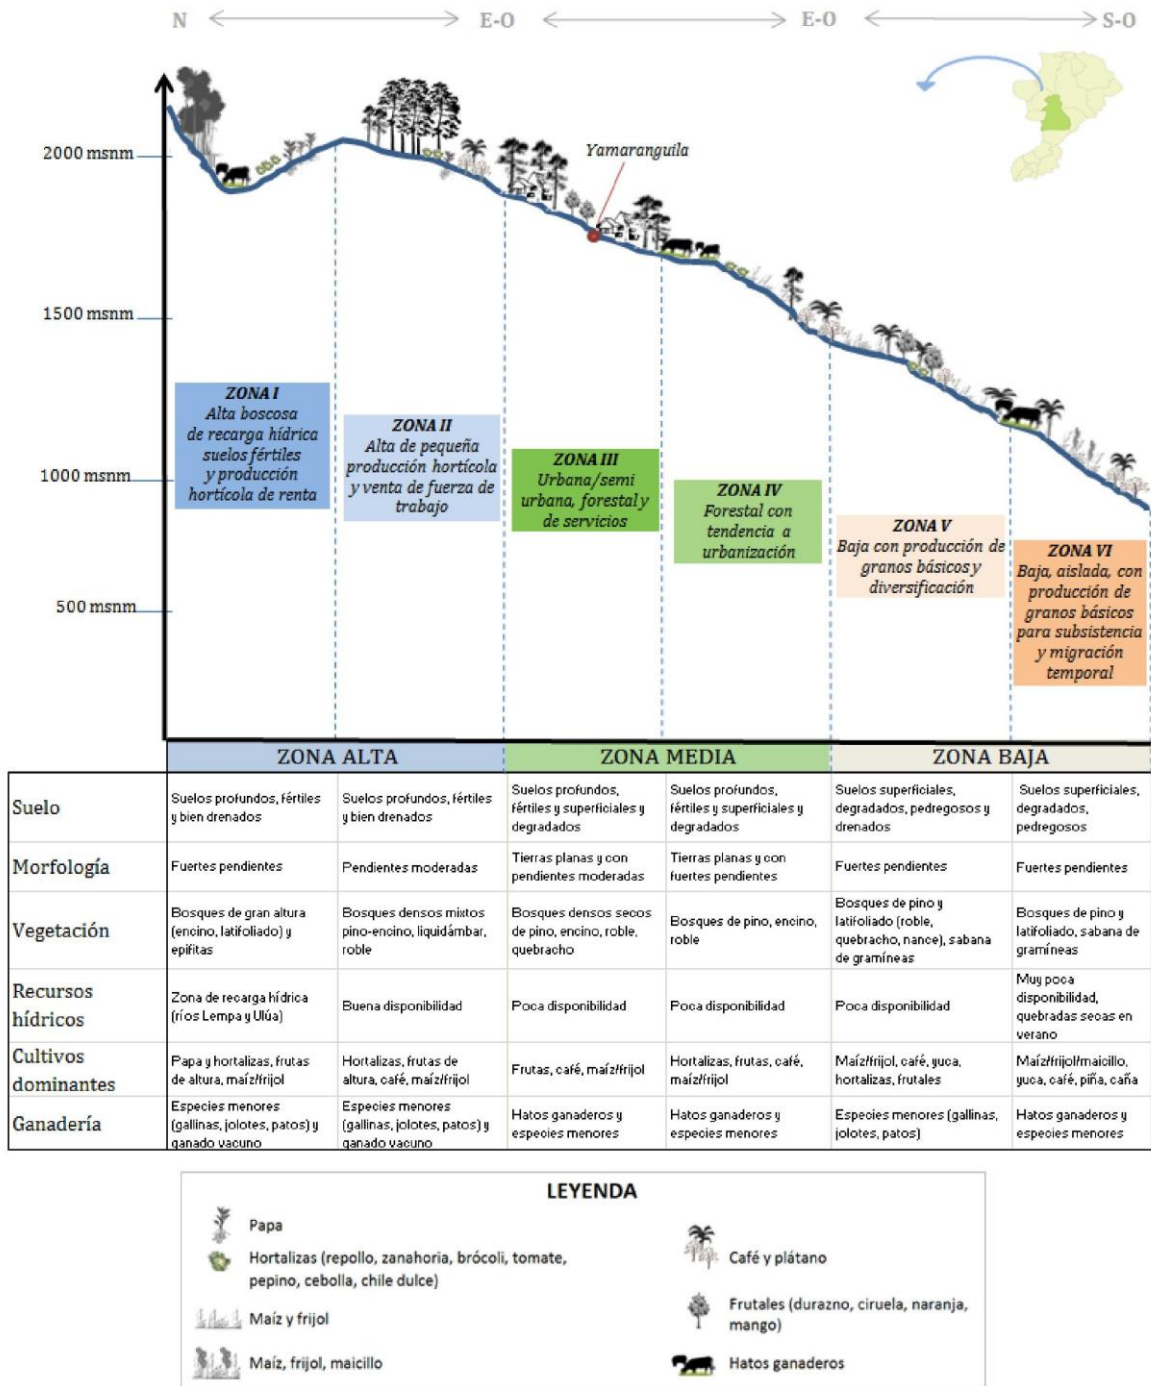 N E-O E-O S-O
2000 msnm
Yamaranguila
1500 msnm
ZONA I
Alta boscosa
de recarga hídrica
suelos fértiles
y producción
hortícola de renta
ZONA II
Alta de pequeña
producción hortícola
y venta de fuerza de
trabajo
ZONA III
Urbana/semi
urbana, forestal y
de servicios
ZONA IV
Forestal con
tendencia a
urbanización
ZONA V
Baja con producción de
granos básicos y
diversificación
ZONA VI
Baja, aislada, con
producción de
granos básicos
para subsistencia
y migración
temporal
1000 msnm
500 msnm
ZONA ALTA
ZONA MEDIA
ZONA BAJA
Suelo
Suelos profundos, fértiles
y bien drenados
Suelos profundos, fértiles
y bien drenados
Suelos profundos,
fértiles y superficiales y
degradados
Suelos profundos,
fértiles y superficiales y
degradados
Suelos superficiales,
degradados, pedregosos y
drenados
Suelos superficiales,
degradados,
pedregosos
Morfología
Fuertes pendientes
Pendientes moderadas
Tierras planas y con
pendientes moderadas
Tierras planas y con
fuertes pendientes
Fuertes pendientes
Fuertes pendientes
Vegetación
Bosques de gran altura
(encino, latifoliado) y
epifitas
Bosques densos mixtos
pino-encino, liquidámbar,
roble
Bosques densos secos
de pino, encino, roble,
quebracho
Bosques de pino, encino,
roble
Bosques de pino y
latifoliado (roble,
quebracho, nance), sabana
de gramíneas
Bosques de pino y
latifoliado, sabana de
gramíneas
Recursos
hídricos
Zona de recarga hídrica
(ríos Lempa y Ulúa)
Buena disponibilidad
Poca disponibilidad
Poca disponibilidad
Poca disponibilidad
Muy poca
disponibilidad,
quebradas secas en
verano
Cultivos
dominantes
Papa y hortalizas, frutas
de altura, maíz/frijol
Hortalizas, frutas de
altura, café, maíz/frijol
Frutas, café, maíz/frijol
Hortalizas, frutas, café,
maíz/frijol
Maíz/frijol, café, yuca,
hortalizas, frutales
Maíz/frijol/maicillo,
yuca, café, piña, caña
Ganadería
Especies menores
(gallinas, jolotes, patos) y
ganado vacuno
Especies menores
(gallinas, jolotes, patos) y
ganado vacuno
Hatos ganaderos y
especies menores
Hatos ganaderos y
especies menores
Especies menores (gallinas,
jolotes, patos)
Hatos ganaderos y
especies menores
LEYENDA
Papa
Hortalizas (repollo, zanahoria, brócoli, tomate,
pepino, cebolla, chile dulce)
Maíz y frijol
Maíz, frijol, maicillo
Café y plátano
Frutales (durazno, ciruela, naranja,
mango)
Hatos ganaderos